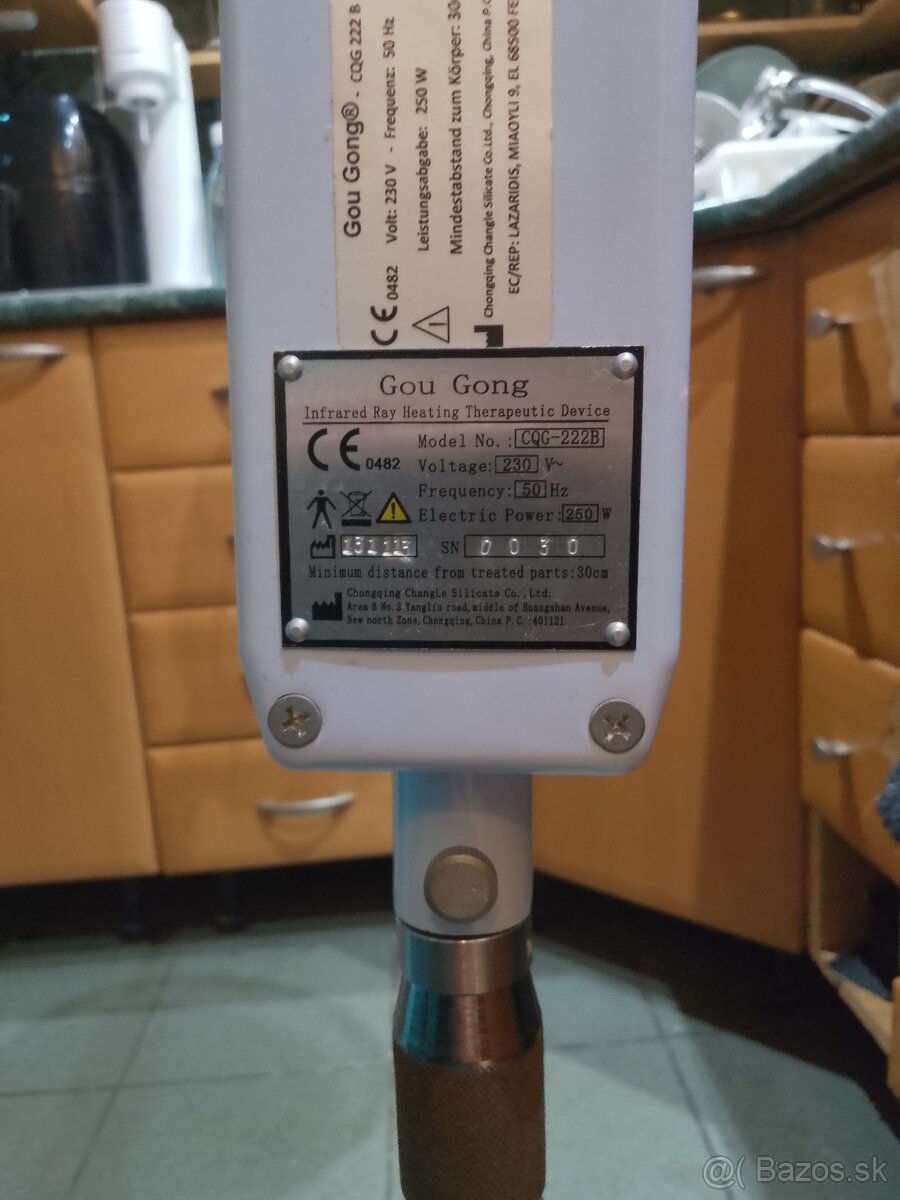 Gou Gong® - CQG 222 B
CE 0482 Volt: 230 V - Frequenz: 50 Hz
Leistungsabgabe: 250 W
Mindestabstand zum Körper: 30
Chongqing Changle Silicate Co.Ltd., Chongqing, China P.C
EC/REP: LAZARIDIS, MIAOYLI 9, EL 68500 FE
Gou Gong
Infrared Ray Heating Therapeutic Device
CE 0482
Model No.: CQG-222B
Voltage: 230 V~
Frequency: 50 Hz
Electric Power: 250 W
SN 0030
Minimum distance from treated parts:30cm
Chongqing ChangLe Silicate Co., Ltd.
Area B No.2 Yangliu road, middle of Huangshan Avenue,
New north Zone, Chongqing, China P.C.:401121
@( Bazos.sk